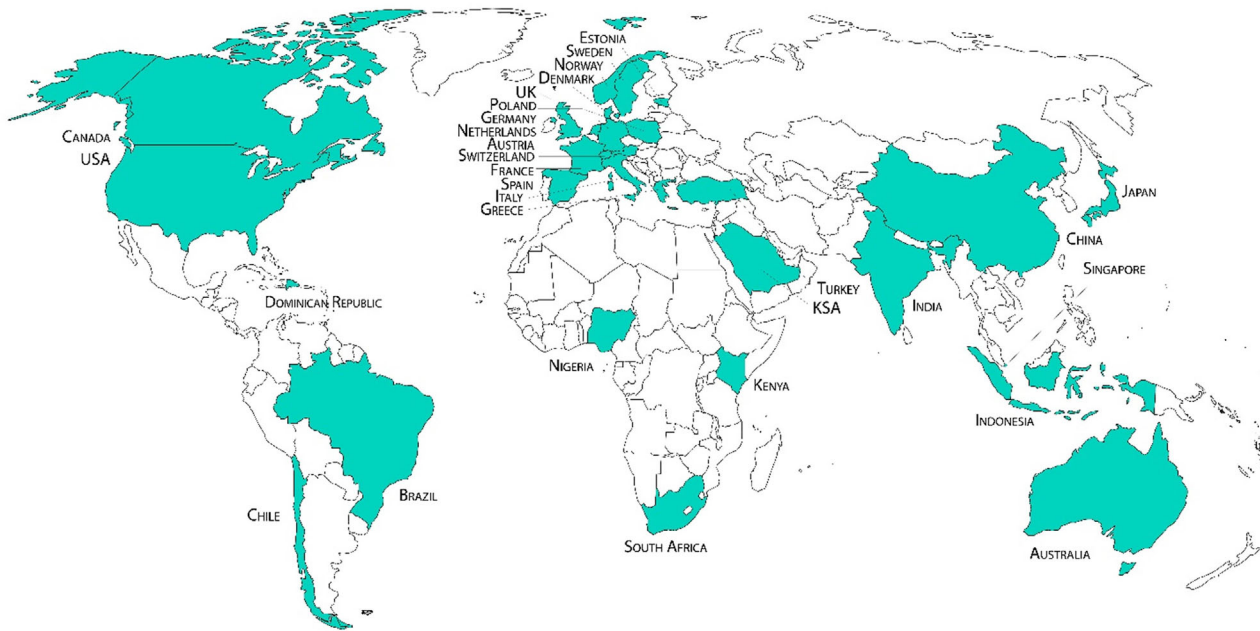 Estonia
Sweden
Norway
Denmark
UK
Poland
Germany
Netherlands
Austria
Switzerland
France
Spain
Italy
Greece
Canada
USA
Japan
China
Singapore
Dominican Republic
Turkey
KSA
India
Nigeria
Kenya
Indonesia
Brazil
Chile
South Africa
Australia